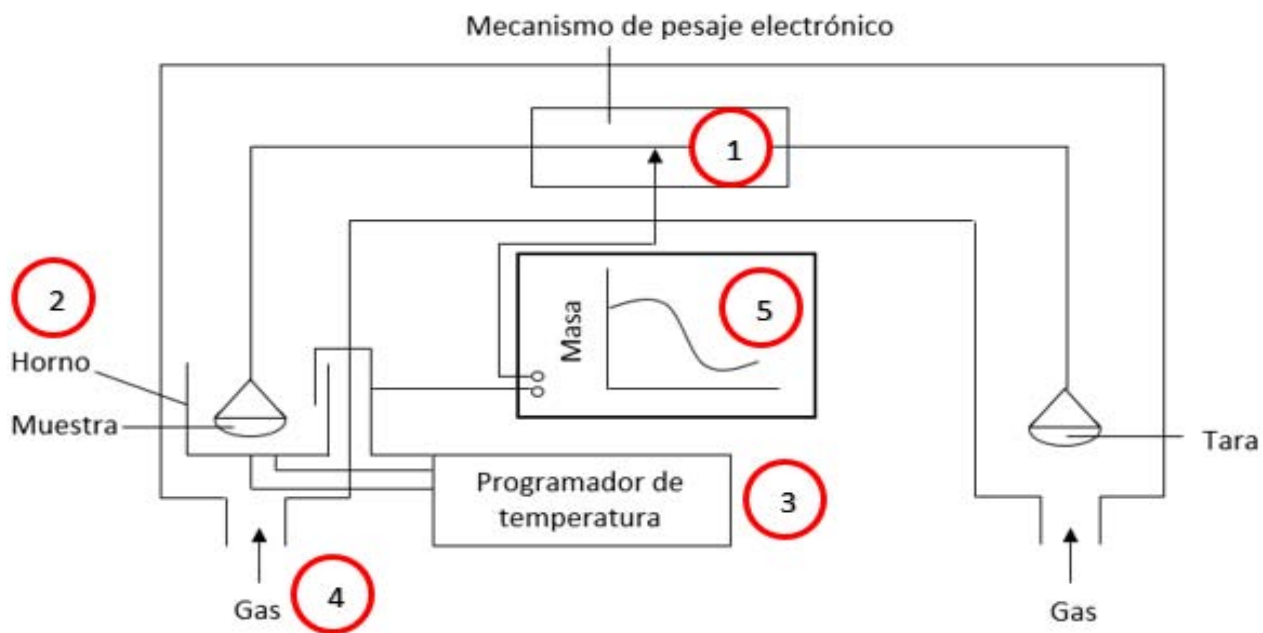 Mecanismo de pesaje electrónico
1
2
Horno
Muestra
Masa
5
Tara
Programador de
temperatura
3
Gas
4
Gas